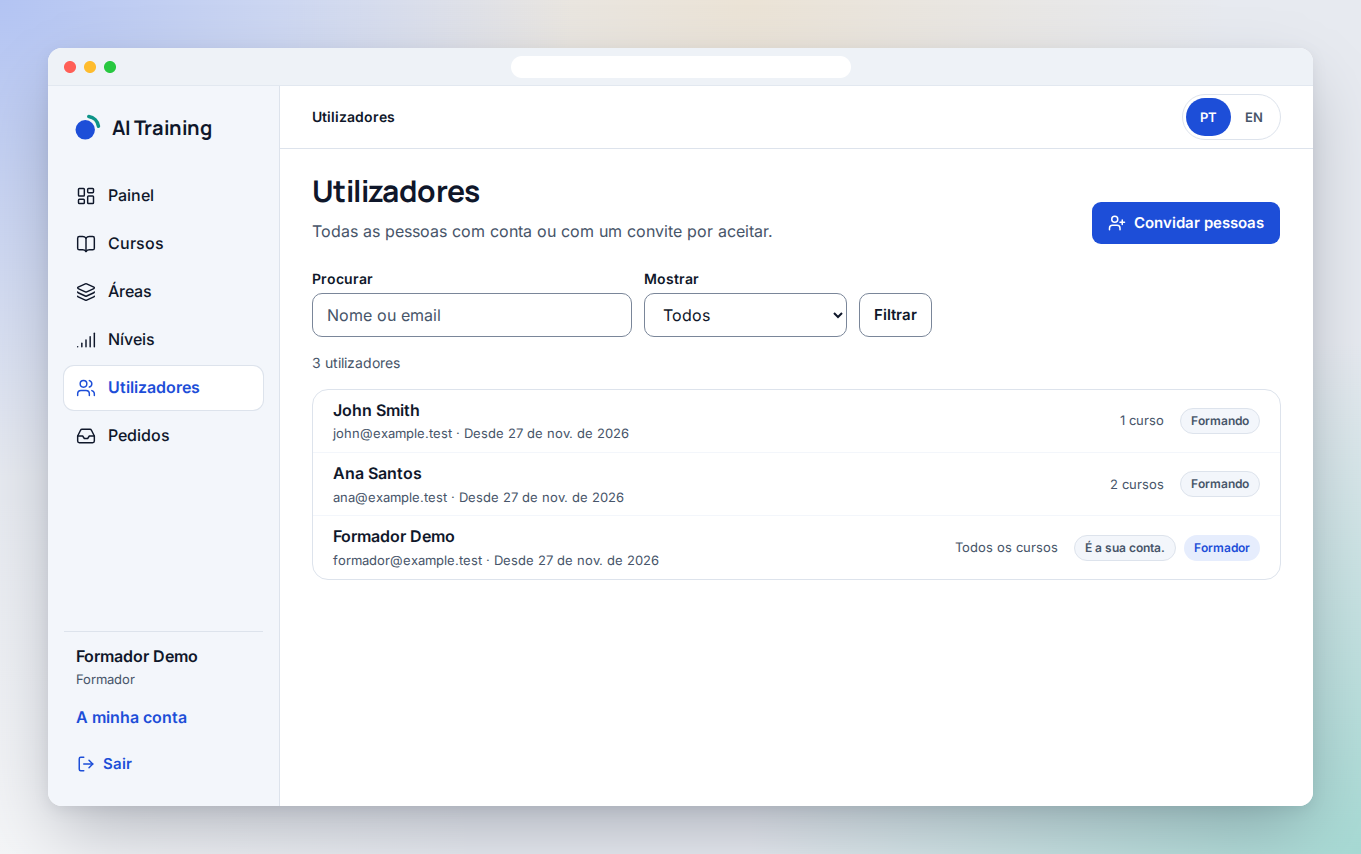 AI Training
Painel
Cursos
Áreas
Níveis
Utilizadores
Pedidos
Formador Demo
Formador
A minha conta
Sair
Utilizadores
PT EN
Utilizadores
Todas as pessoas com conta ou com um convite por aceitar.
Convidar pessoas
Procurar Mostrar
Nome ou email Todos Filtrar
3 utilizadores
John Smith
john@example.test · Desde 27 de nov. de 2026
1 curso Formando
Ana Santos
ana@example.test · Desde 27 de nov. de 2026
2 cursos Formando
Formador Demo
formador@example.test · Desde 27 de nov. de 2026
Todos os cursos É a sua conta. Formador